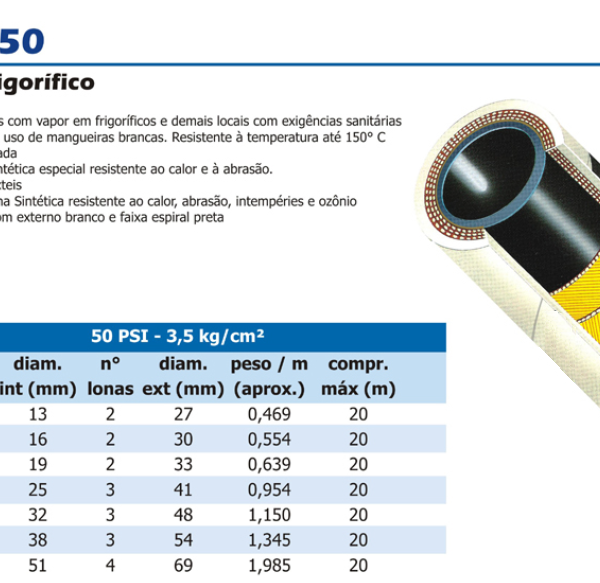 50
igorífico
s com vapor em frigoríficos e demais locais com exigências sanitárias
uso de mangueiras brancas. Resistente à temperatura até 150° C
ada
ntética especial resistente ao calor e à abrasão.
cteis
na Sintética resistente ao calor, abrasão, intempéries e ozônio
om externo branco e faixa espiral preta
50 PSI - 3,5 kg/cm²
diam. n° diam. peso / m compr.
int (mm) lonas ext (mm) (aprox.) máx (m)
13 2 27 0,469 20
16 2 30 0,554 20
19 2 33 0,639 20
25 3 41 0,954 20
32 3 48 1,150 20
38 3 54 1,345 20
51 4 69 1,985 20